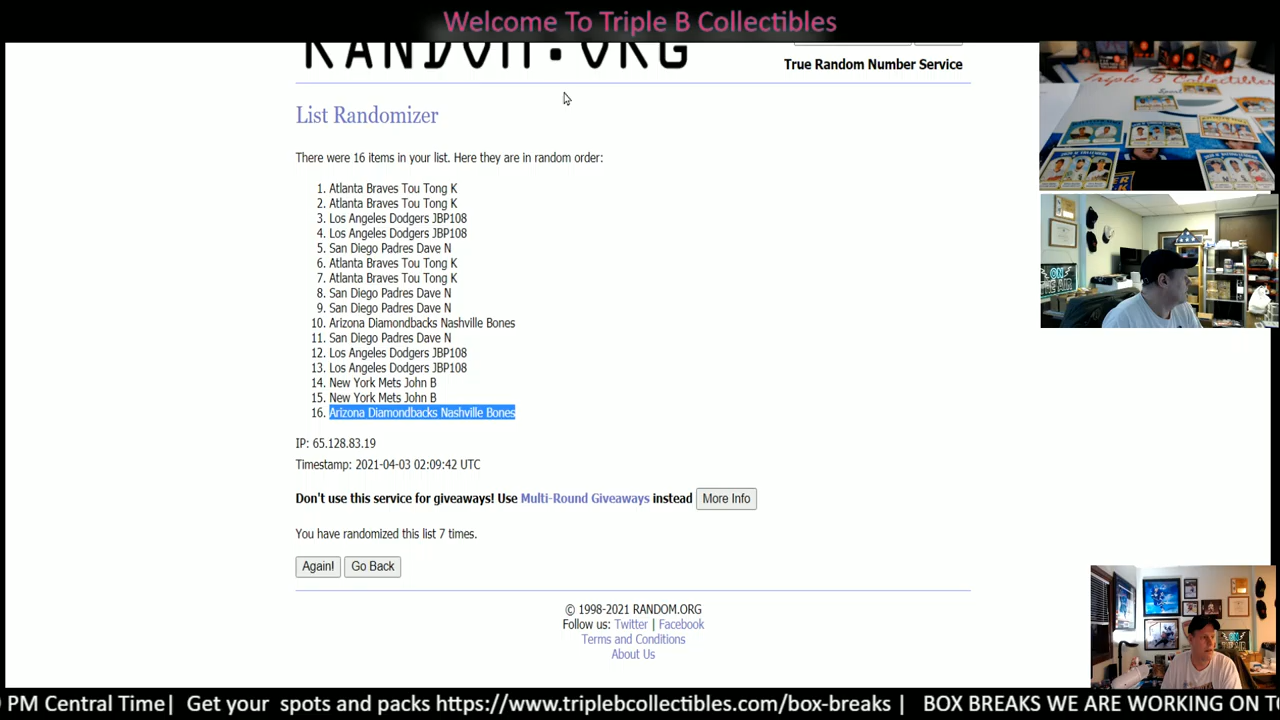 Welcome To Triple B Collectibles
RANDOM.ORG
True Random Number Service
List Randomizer
There were 16 items in your list. Here they are in random order:
1. Atlanta Braves Tou Tong K
2. Atlanta Braves Tou Tong K
3. Los Angeles Dodgers JBP108
4. Los Angeles Dodgers JBP108
5. San Diego Padres Dave N
6. Atlanta Braves Tou Tong K
7. Atlanta Braves Tou Tong K
8. San Diego Padres Dave N
9. San Diego Padres Dave N
10. Arizona Diamondbacks Nashville Bones
11. San Diego Padres Dave N
12. Los Angeles Dodgers JBP108
13. Los Angeles Dodgers JBP108
14. New York Mets John B
15. New York Mets John B
16. Arizona Diamondbacks Nashville Bones
IP: 65.128.83.19
Timestamp: 2021-04-03 02:09:42 UTC
Don't use this service for giveaways! Use Multi-Round Giveaways instead More Info
You have randomized this list 7 times.
Again! Go Back
© 1998-2021 RANDOM.ORG
Follow us: Twitter | Facebook
Terms and Conditions
About Us
Triple B Collectibles
ON THE AIR
PM Central Time| Get your spots and packs https://www.triplebcollectibles.com/box-breaks | BOX BREAKS WE ARE WORKING ON